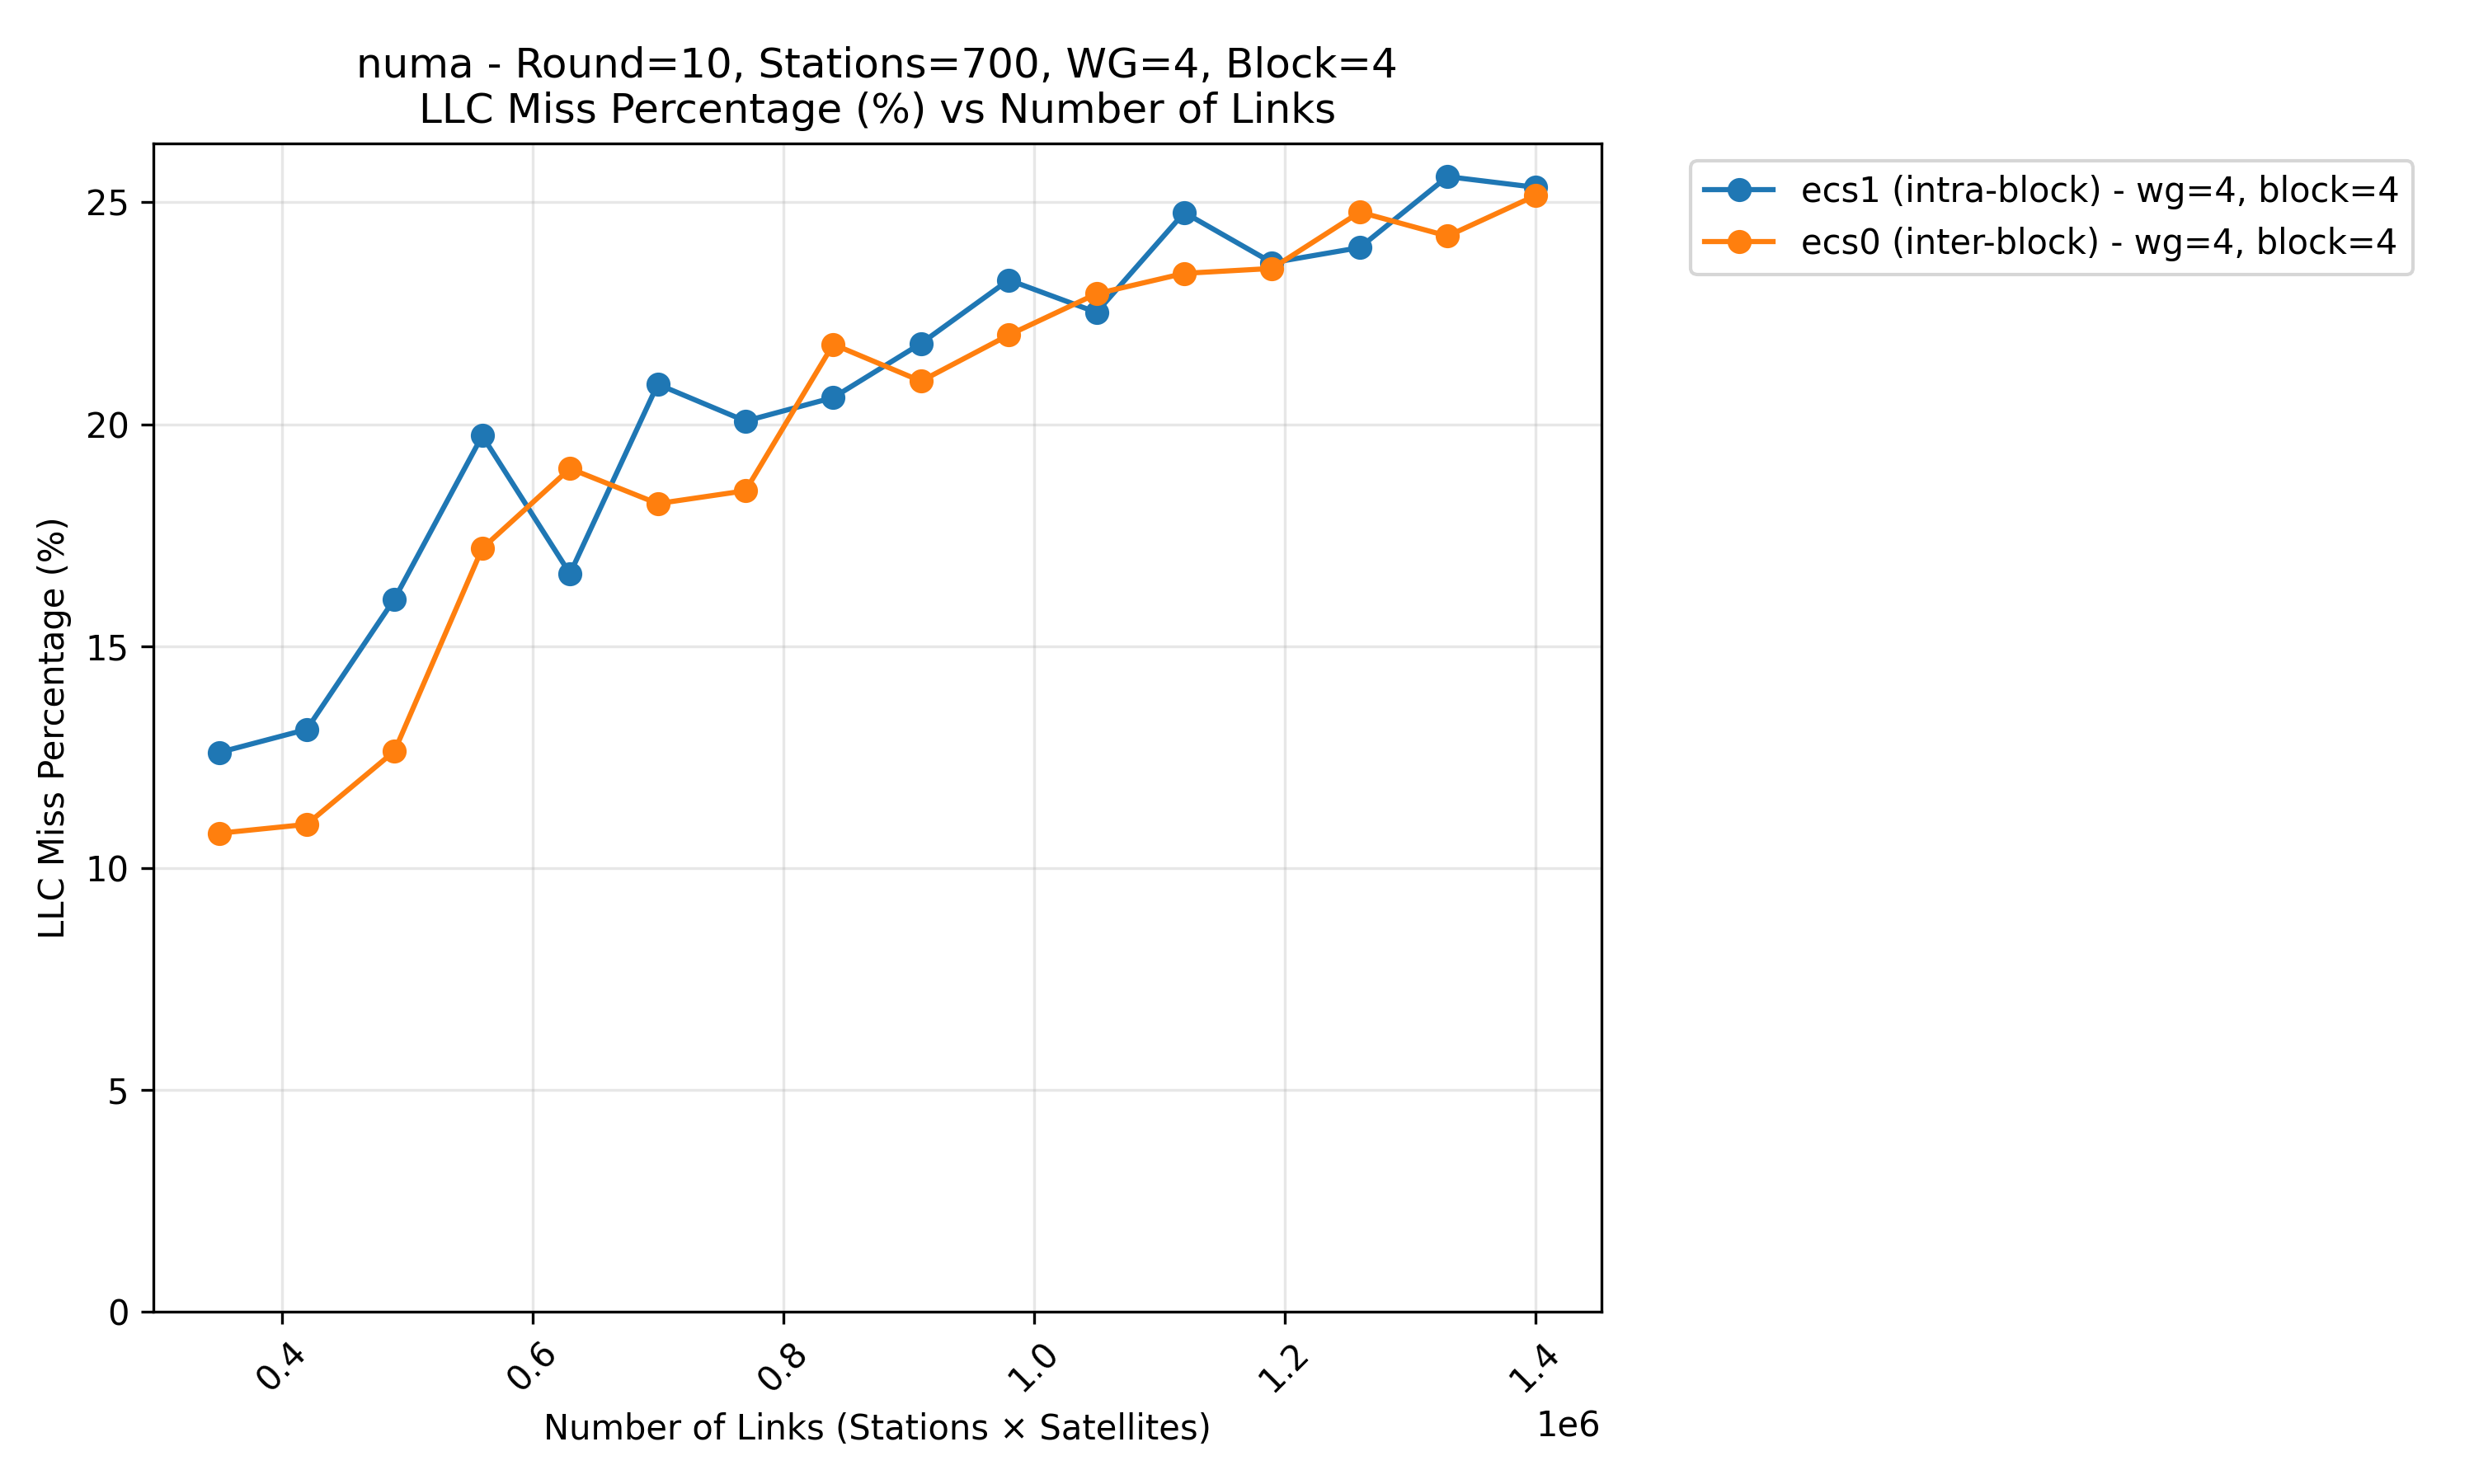 numa - Round=10, Stations=700, WG=4, Block=4
LLC Miss Percentage (%) vs Number of Links
ecs1 (intra-block) - wg=4, block=4
ecs0 (inter-block) - wg=4, block=4
LLC Miss Percentage (%)
25
20
15
10
5
0
0.4
0.6
0.8
1.0
1.2
1.4
Number of Links (Stations × Satellites)
1e6